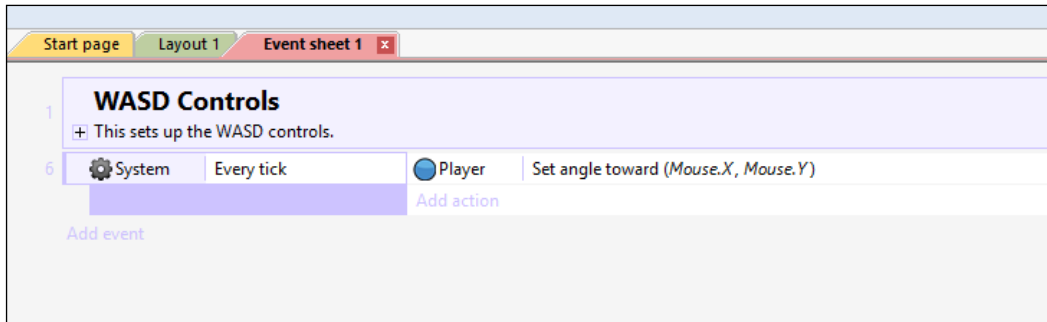 Start page Layout 1 Event sheet 1 x
1 WASD Controls
+ This sets up the WASD controls.
6 System Every tick Player Set angle toward (Mouse.X, Mouse.Y)
Add action
Add event